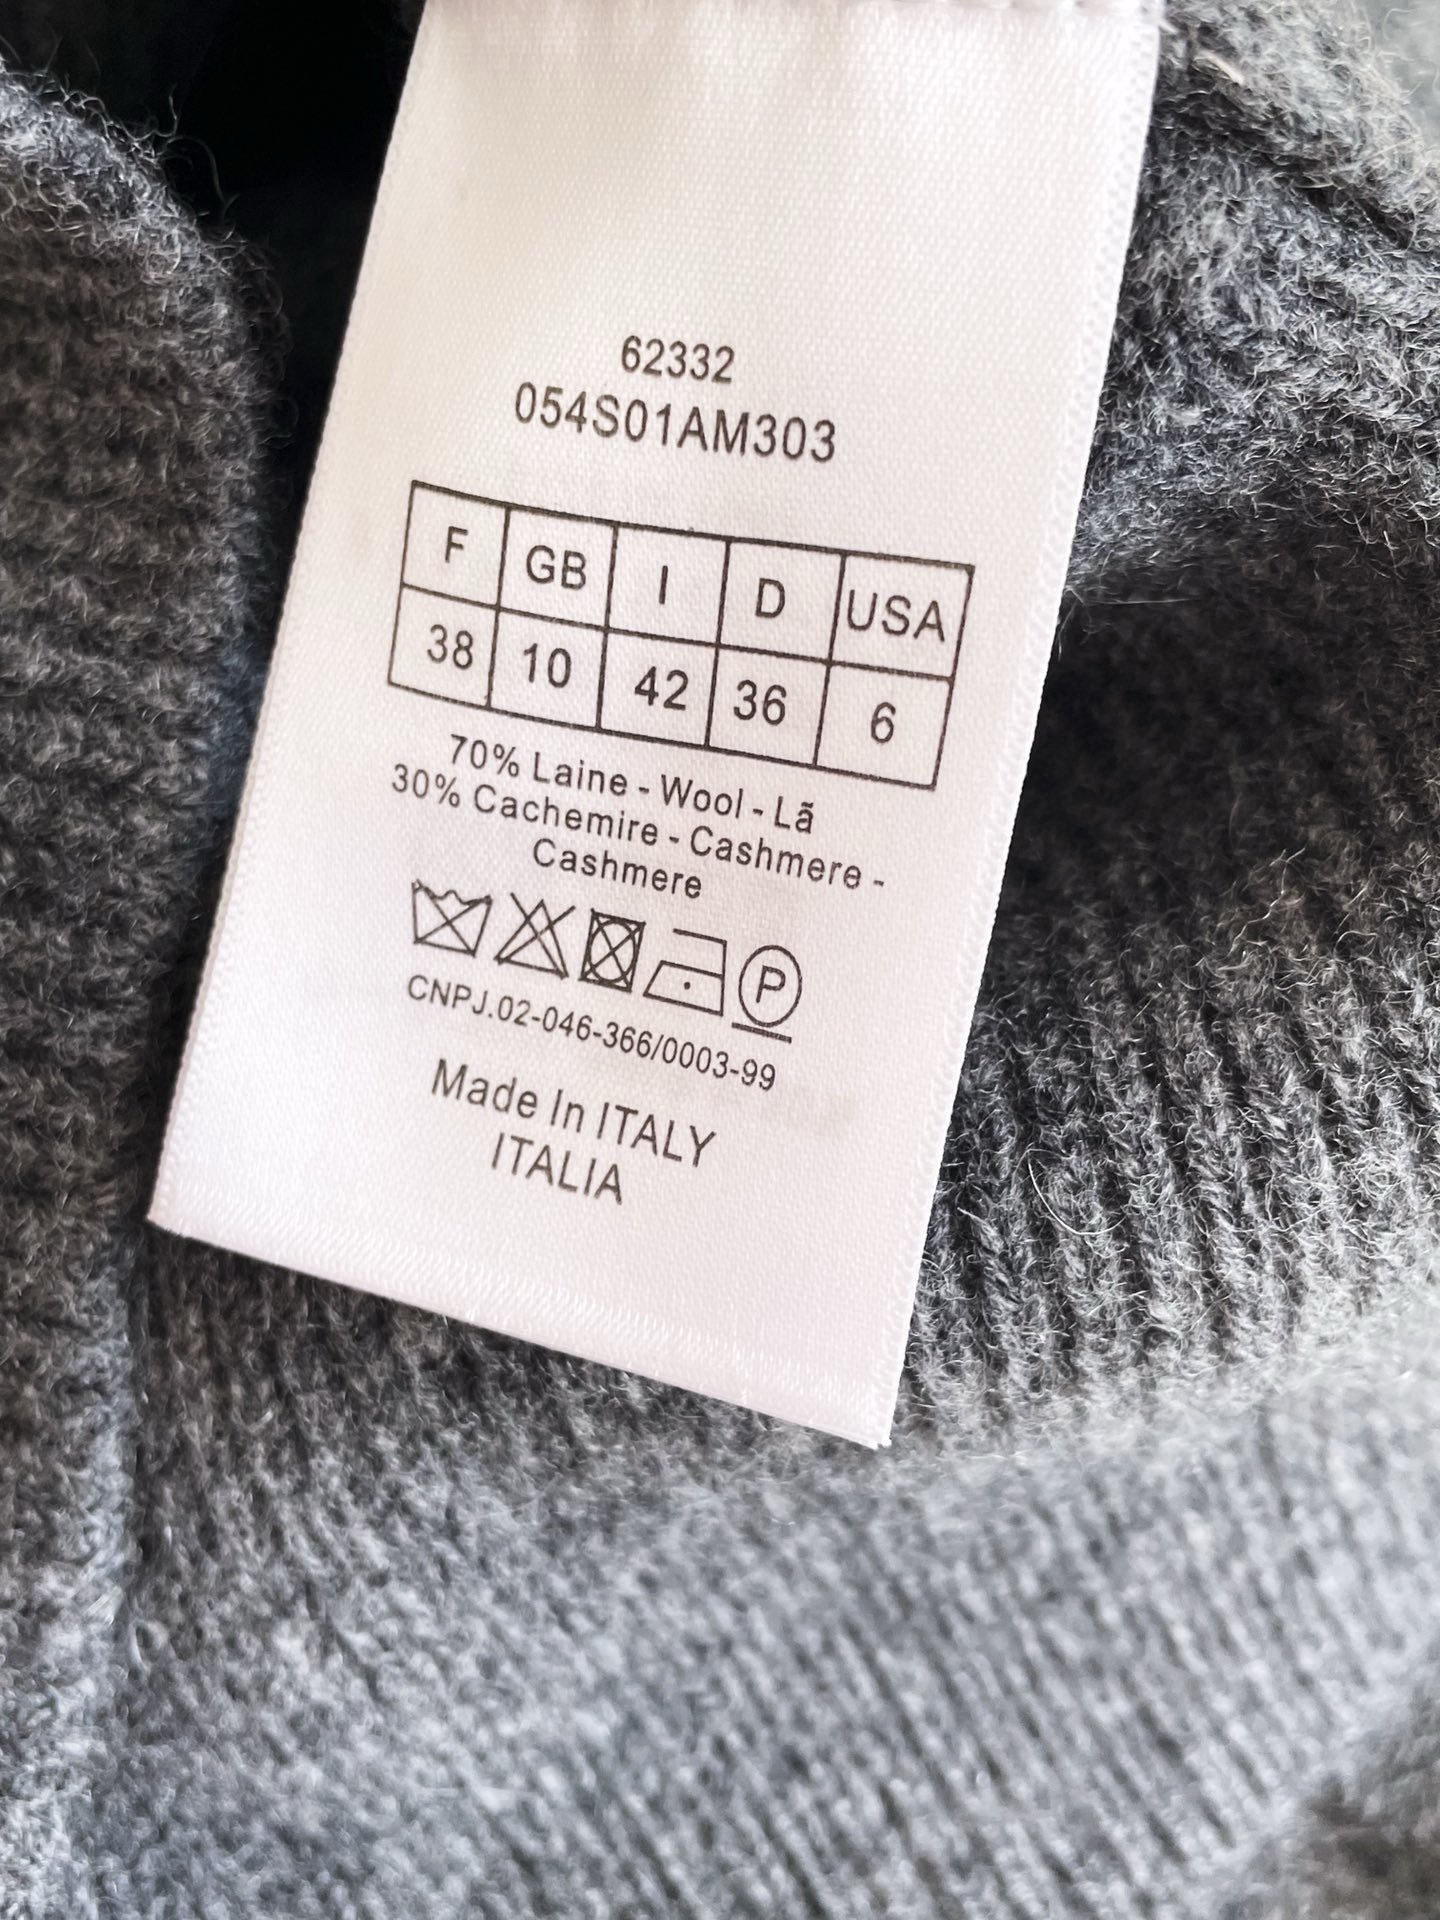 62332
054S01AM303
F GB I D USA
38 10 42 36 6
70% Laine - Wool - Lã
30% Cachemire - Cashmere -
Cashmere
P
CNPJ.02-046-366/0003-99
Made In ITALY
ITALIA